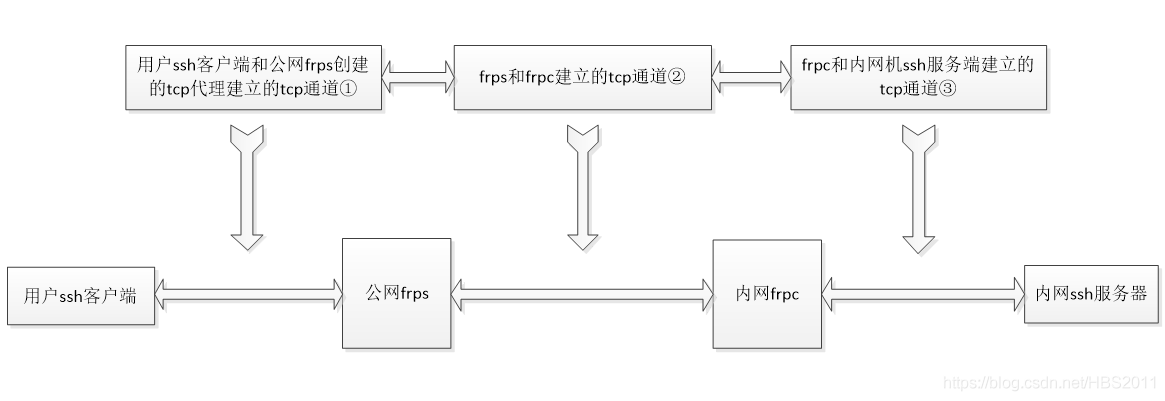 用户ssh客户端和公网frps创建
的tcp代理建立的tcp通道①
frps和frpc建立的tcp通道②
frpc和内网机ssh服务端建立的
tcp通道③
用户ssh客户端
公网frps
内网frpc
内网ssh服务器
https://blog.csdn.net/HBS2011